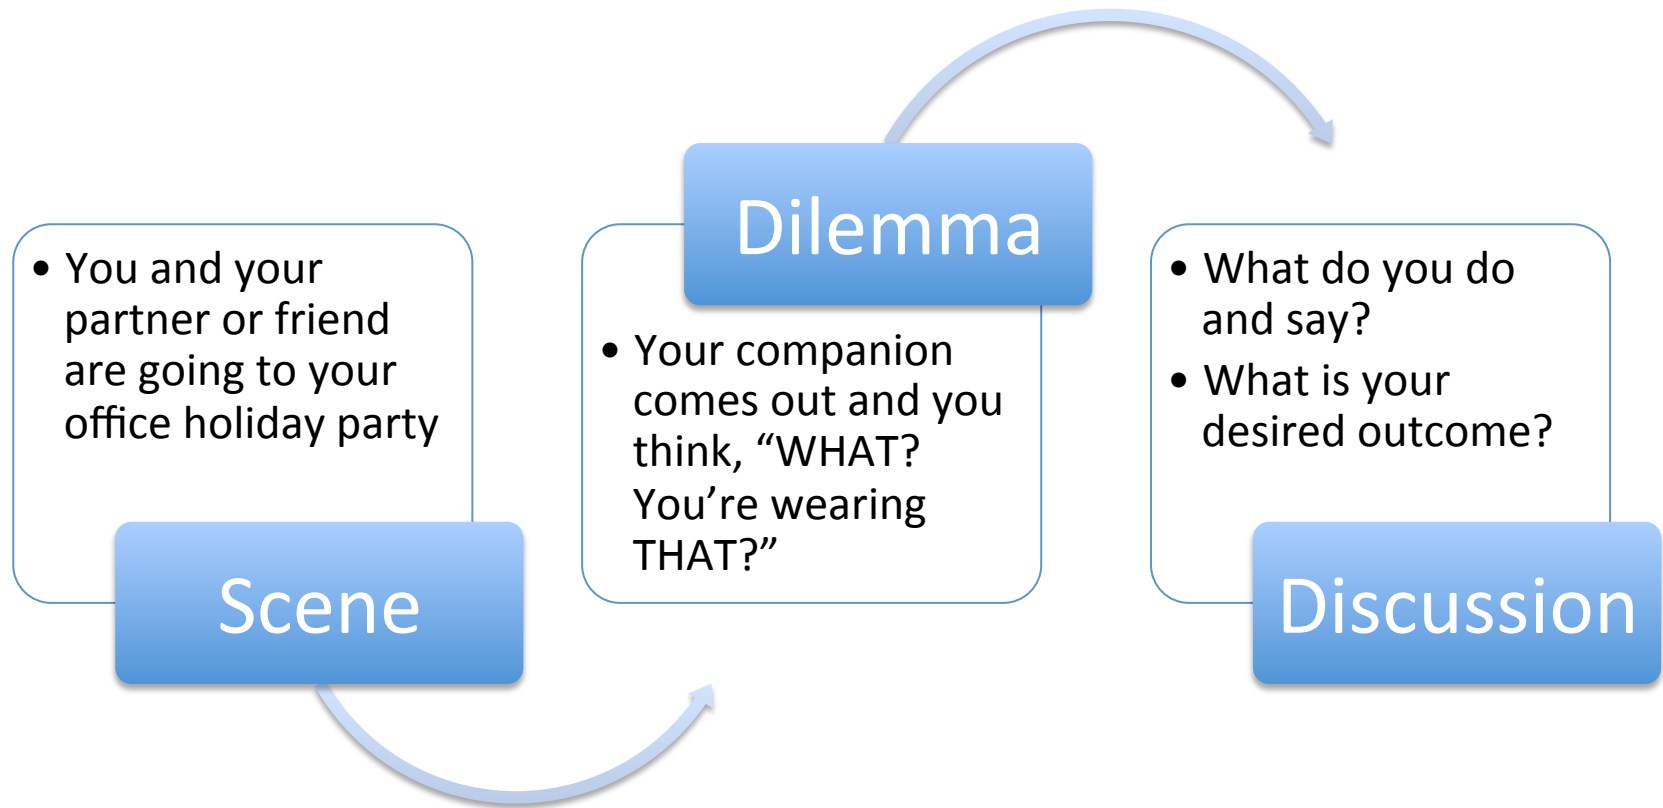 • You and your
partner or friend
are going to your
office holiday party
Scene
Dilemma
• Your companion
comes out and you
think, “WHAT?
You’re wearing
THAT?”
• What do you do
and say?
• What is your
desired outcome?
Discussion